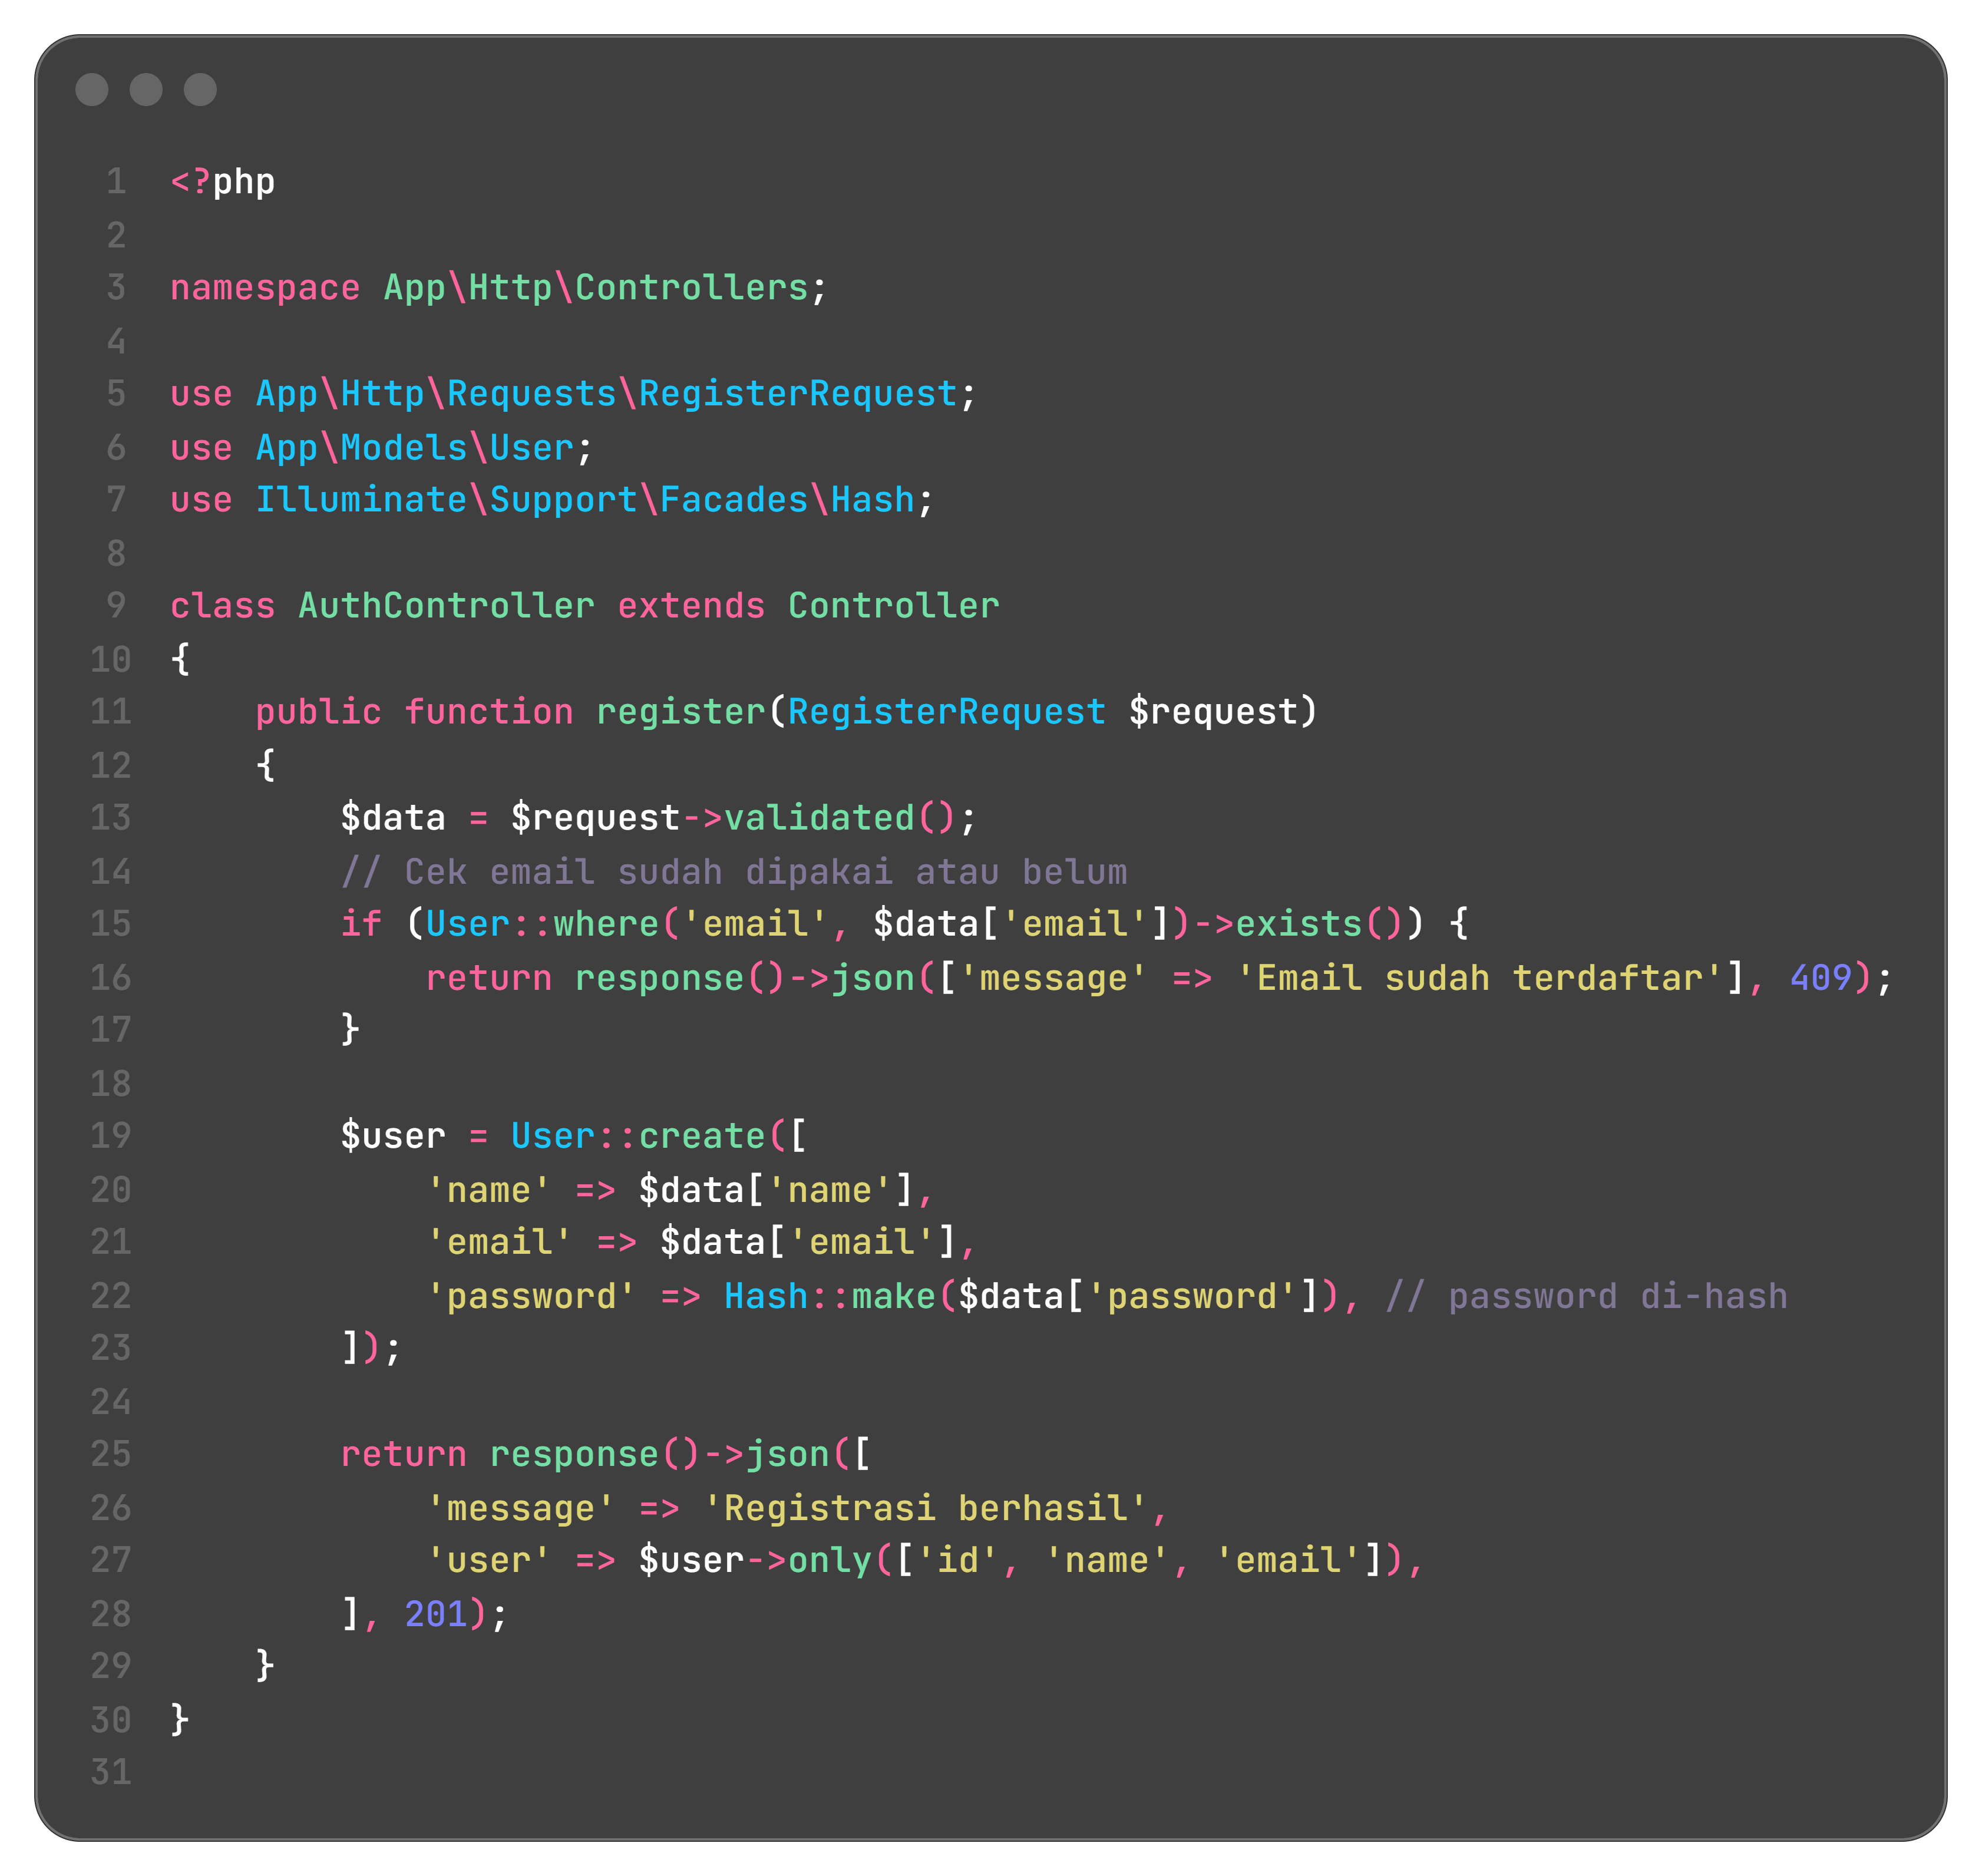 1 <?php
2
3 namespace App\Http\Controllers;
4
5 use App\Http\Requests\RegisterRequest;
6 use App\Models\User;
7 use Illuminate\Support\Facades\Hash;
8
9 class AuthController extends Controller
10 {
11     public function register(RegisterRequest $request)
12     {
13         $data = $request->validated();
14         // Cek email sudah dipakai atau belum
15         if (User::where('email', $data['email'])->exists()) {
16             return response()->json(['message' => 'Email sudah terdaftar'], 409);
17         }
18
19         $user = User::create([
20             'name' => $data['name'],
21             'email' => $data['email'],
22             'password' => Hash::make($data['password']), // password di-hash
23         ]);
24
25         return response()->json([
26             'message' => 'Registrasi berhasil',
27             'user' => $user->only(['id', 'name', 'email']),
28         ], 201);
29     }
30 }
31